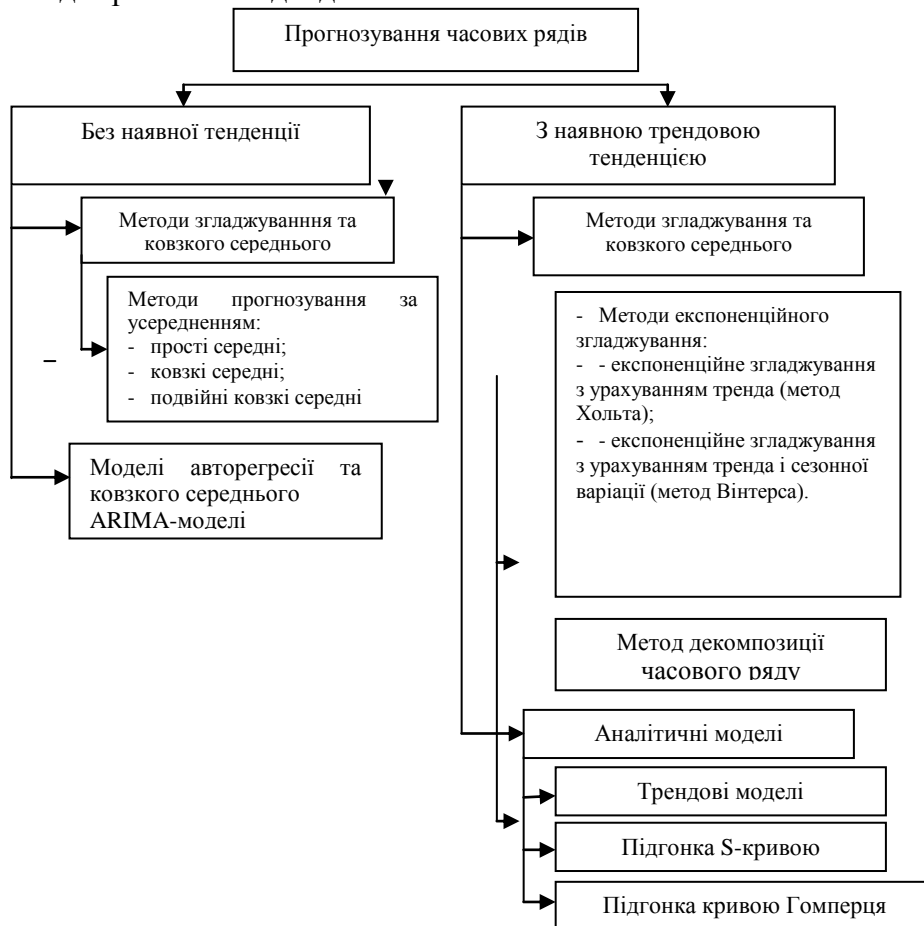 Прогнозування часових рядів
Без наявної тенденції
З наявною трендовою
тенденцією
Методи згладжуванння та
ковзкого середнього
Методи прогнозування за
усередненням:
- прості середні;
- ковзкі середні;
- подвійні ковзкі середні
Моделі авторегресії та
ковзкого середнього
ARIMA-моделі
Методи згладжування та
ковзкого середнього
- Методи експоненційного
згладжування:
- - експоненційне згладжування
з урахуванням тренда (метод
Хольта);
- - експоненційне згладжування
з урахуванням тренда і сезонної
варіації (метод Вінтерса).
Метод декомпозиції
часового ряду
Аналітичні моделі
Трендові моделі
Підгонка S-кривою
Підгонка кривою Гомперця